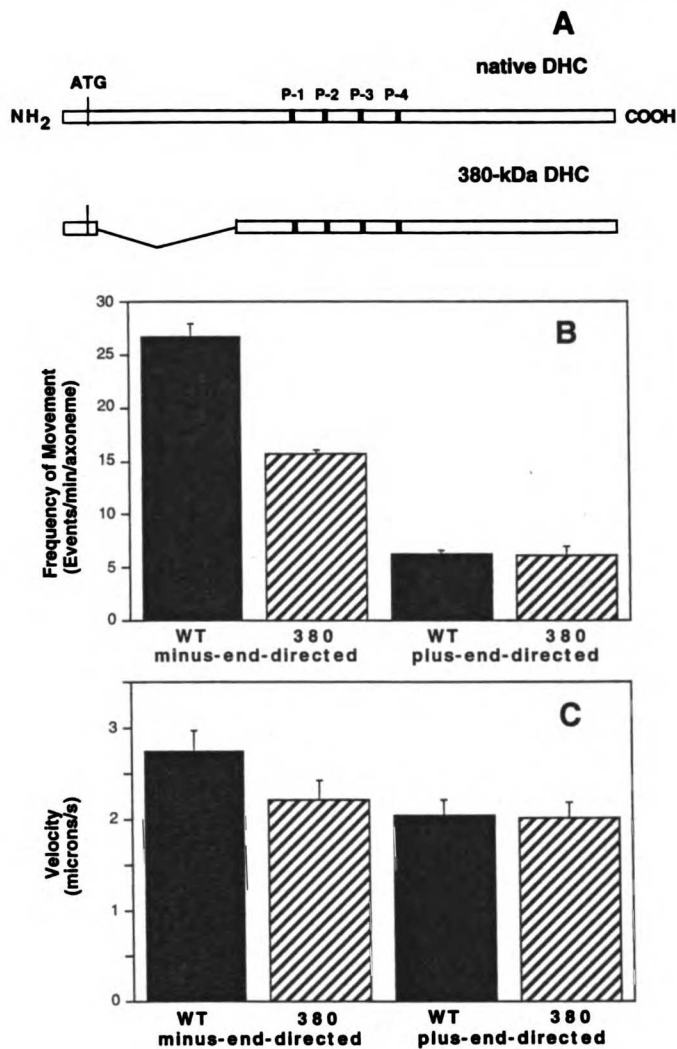 A
native DHC
ATG
P-1 P-2 P-3 P-4
NH2 COOH
380-kDa DHC
B
Frequency of Movement
(Events/min/axoneme)
30
25
20
15
10
5
0
WT 380 WT 380
minus-end-directed plus-end-directed
C
Velocity
(microns/s)
3
2
1
0
WT 380 WT 380
minus-end-directed plus-end-directed